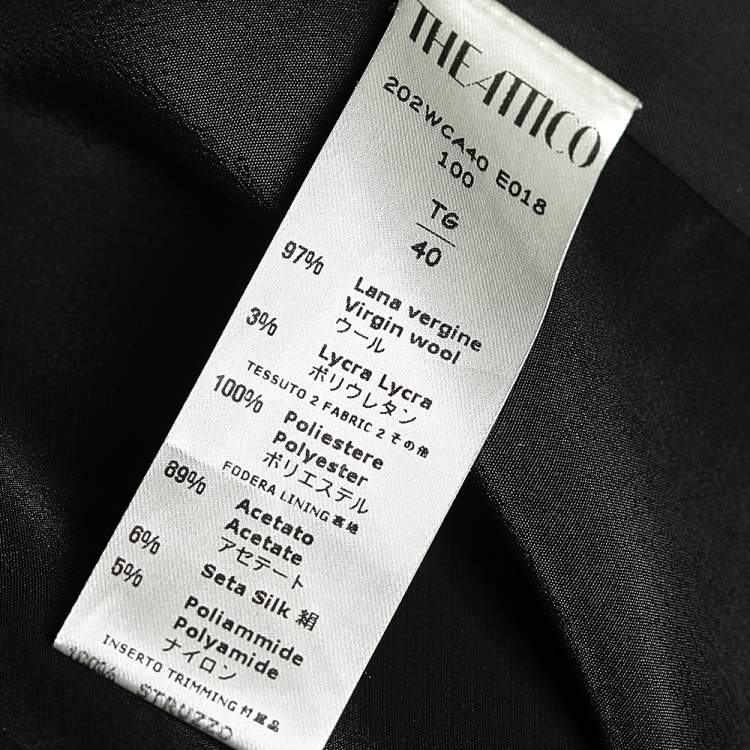 THE ATTICO
202WCA40 E018
100
TG
40
97% Lana vergine
Virgin wool
ウール
3% Lycra Lycra
ポリウレタン
TESSUTO 2 FABRIC 2 その他
100% Poliestere
Polyester
ポリエステル
FODERA LINING 裏地
89% Acetato
Acetate
アセテート
6% Seta Silk 絹
5% Poliammide
Polyamide
ナイロン
INSERTO TRIMMING 付属品
100% STRUZZO